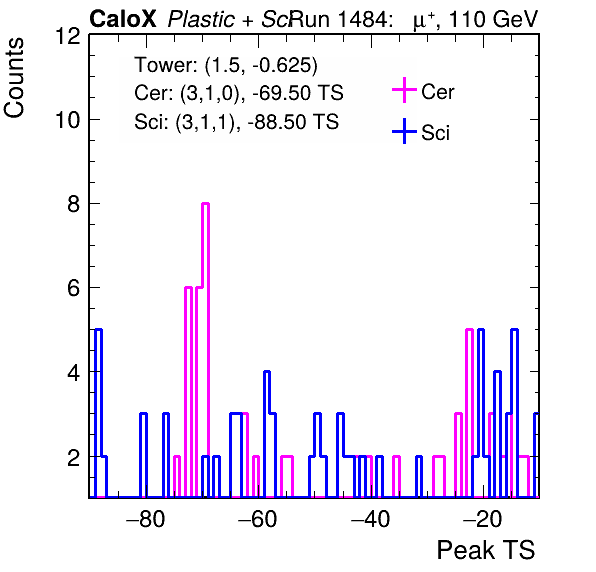 CaloX Plastic + Sci Run 1484: μ⁺, 110 GeV
Counts
12
10
8
6
4
2
Tower: (1.5, -0.625)
Cer: (3,1,0), -69.50 TS
Sci: (3,1,1), -88.50 TS
Cer
Sci
−80 −60 −40 −20
Peak TS